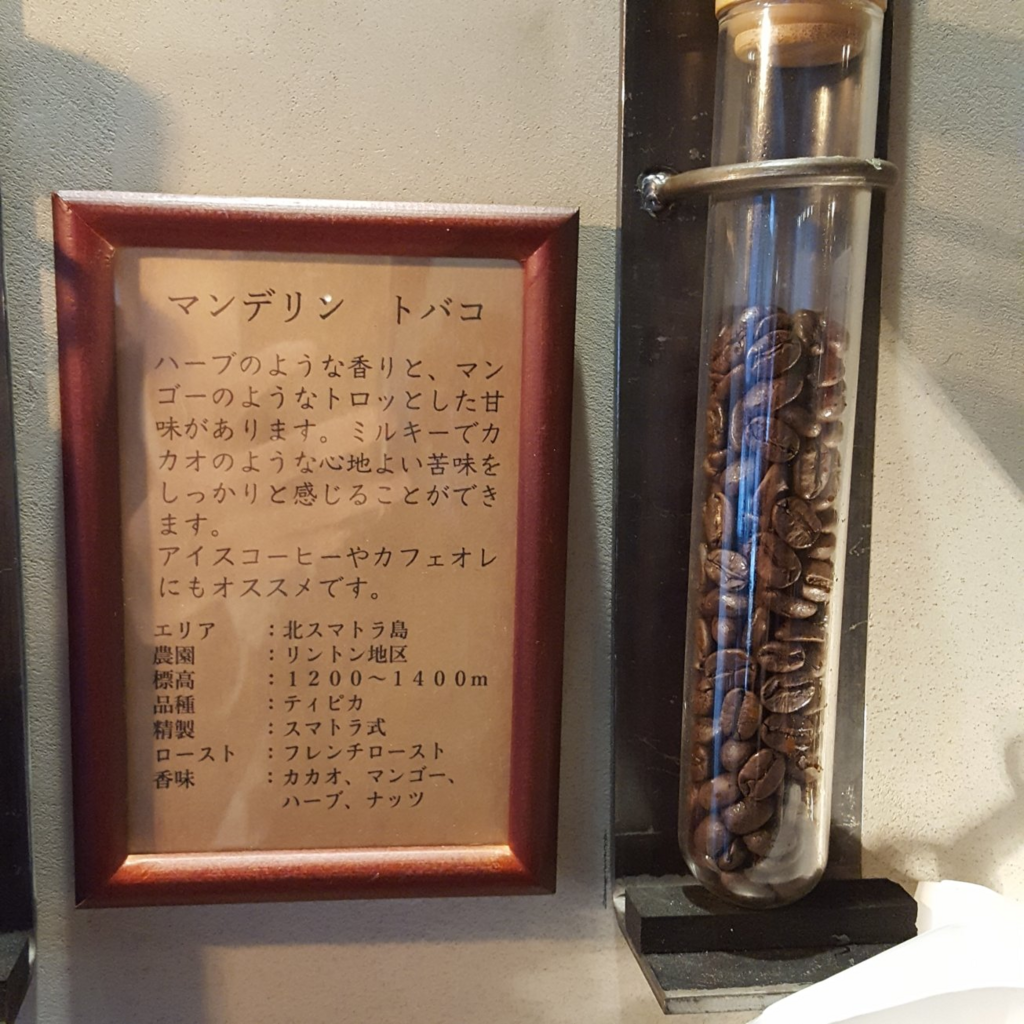 マンデリン　トバコ
ハーブのような香りと、マン
ゴーのようなトロッとした甘
味があります。ミルキーでカ
カオのような心地よい苦味を
しっかりと感じることができ
ます。
アイスコーヒーやカフェオレ
にもオススメです。
エリア　　：北スマトラ島
農園　　　：リントン地区
標高　　　：１２００～１４００ｍ
品種　　　：ティピカ
精製　　　：スマトラ式
ロースト　：フレンチロースト
香味　　　：カカオ、マンゴー、
ハーブ、ナッツ